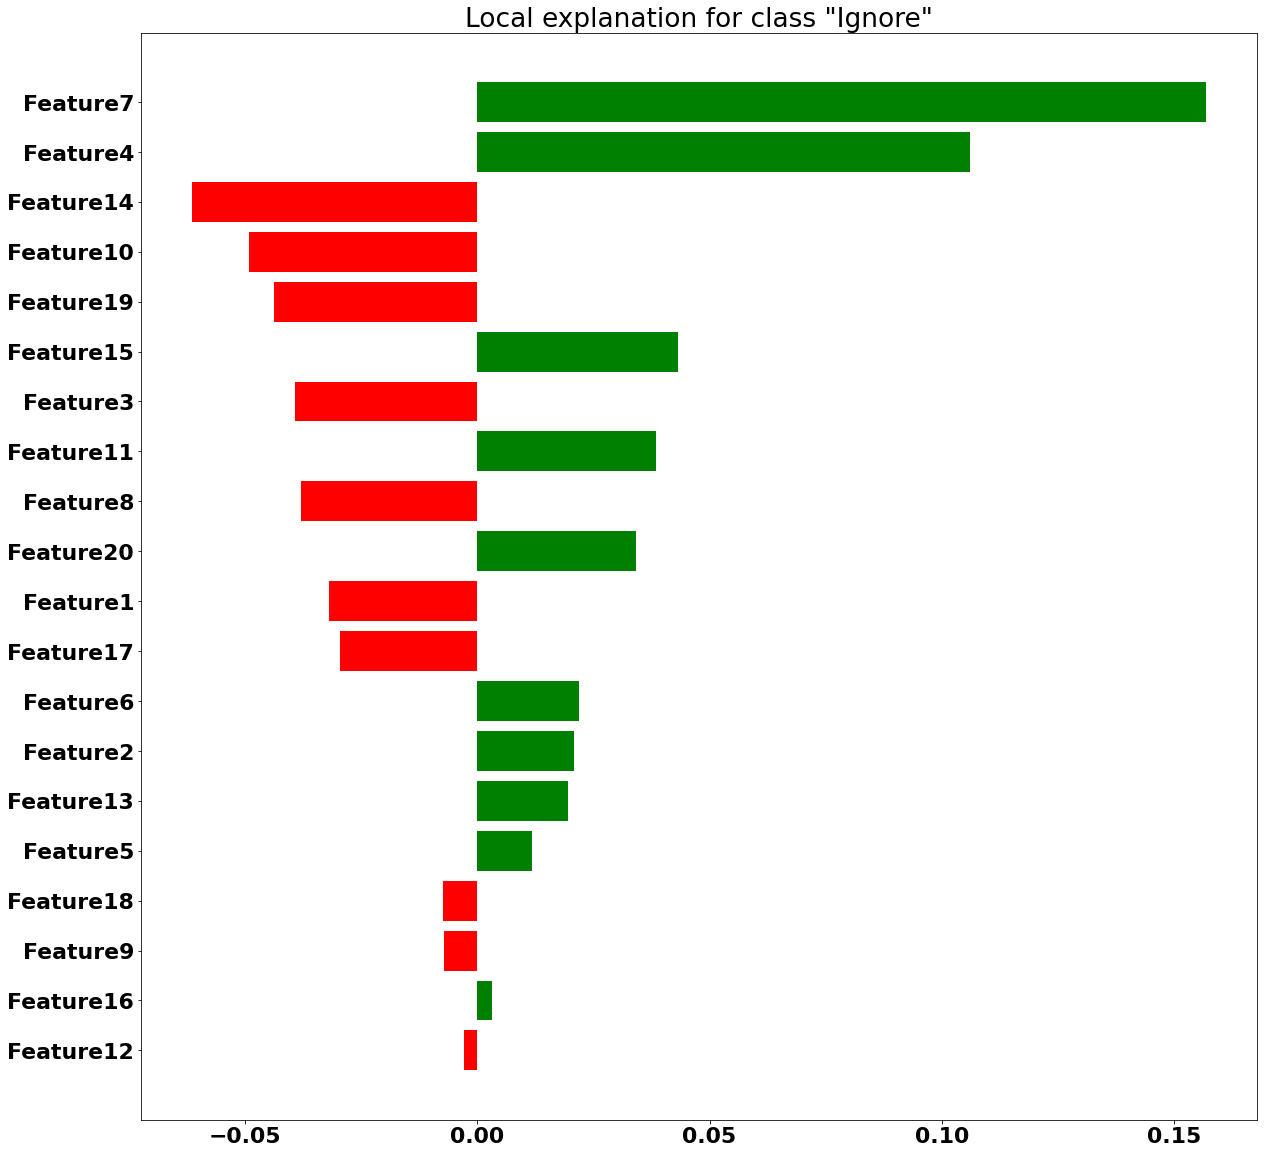 Local explanation for class "Ignore"
Feature7
Feature4
Feature14
Feature10
Feature19
Feature15
Feature3
Feature11
Feature8
Feature20
Feature1
Feature17
Feature6
Feature2
Feature13
Feature5
Feature18
Feature9
Feature16
Feature12
−0.05 0.00 0.05 0.10 0.15